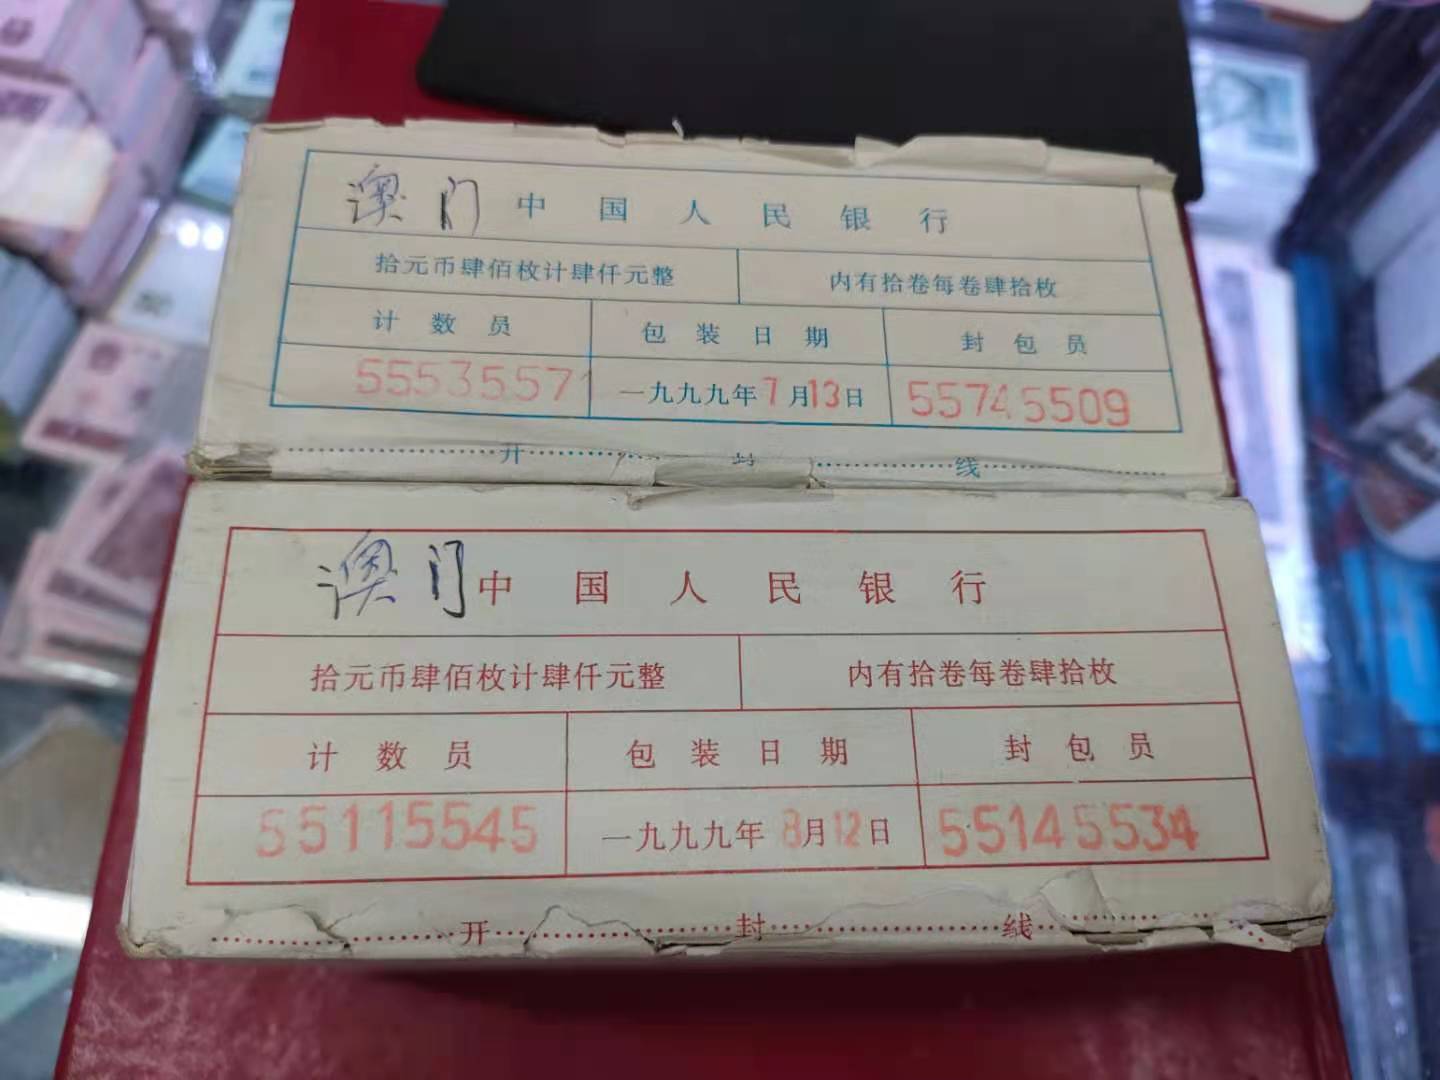 澳门 中国人民银行
拾元币肆佰枚计肆仟元整 内有拾卷每卷肆拾枚
计数员 包装日期 封包员
5553557 一九九九年7月13日 55745509
开封线
澳门 中国人民银行
拾元币肆佰枚计肆仟元整 内有拾卷每卷肆拾枚
计数员 包装日期 封包员
55115545 一九九九年8月12日 55145534
开封线